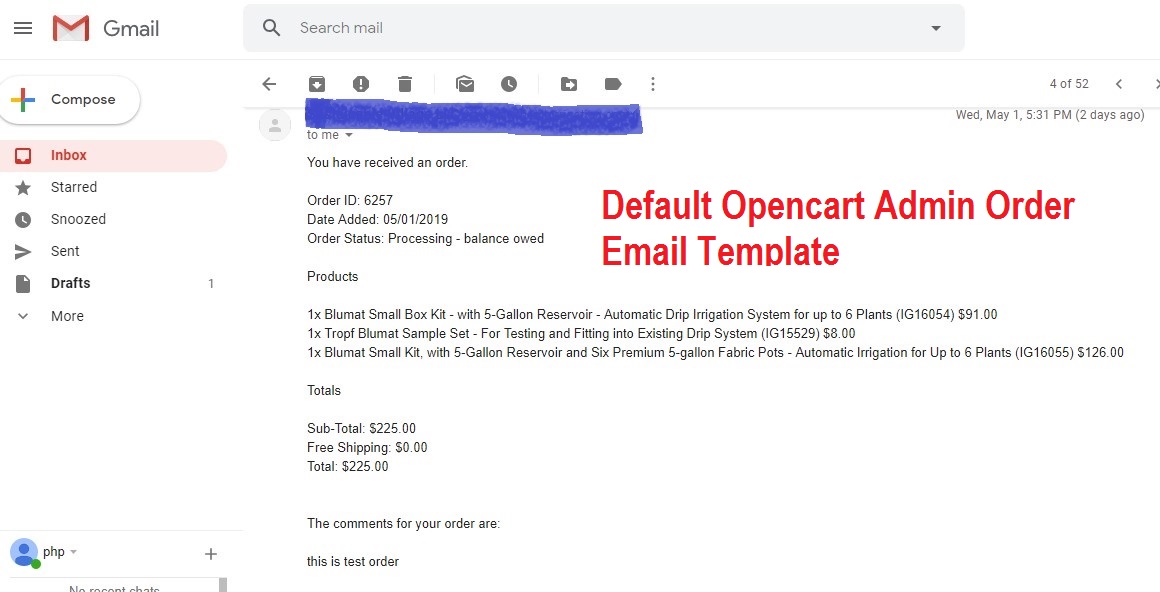 Gmail
Search mail
Compose
4 of 52
Wed, May 1, 5:31 PM (2 days ago)
to me
Inbox
Starred
Snoozed
Sent
Drafts 1
More
You have received an order.
Order ID: 6257
Date Added: 05/01/2019
Order Status: Processing - balance owed
Default Opencart Admin Order
Email Template
Products
1x Blumat Small Box Kit - with 5-Gallon Reservoir - Automatic Drip Irrigation System for up to 6 Plants (IG16054) $91.00
1x Tropf Blumat Sample Set - For Testing and Fitting into Existing Drip System (IG15529) $8.00
1x Blumat Small Kit, with 5-Gallon Reservoir and Six Premium 5-gallon Fabric Pots - Automatic Irrigation for Up to 6 Plants (IG16055) $126.00
Totals
Sub-Total: $225.00
Free Shipping: $0.00
Total: $225.00
The comments for your order are:
this is test order
php
No recent chats